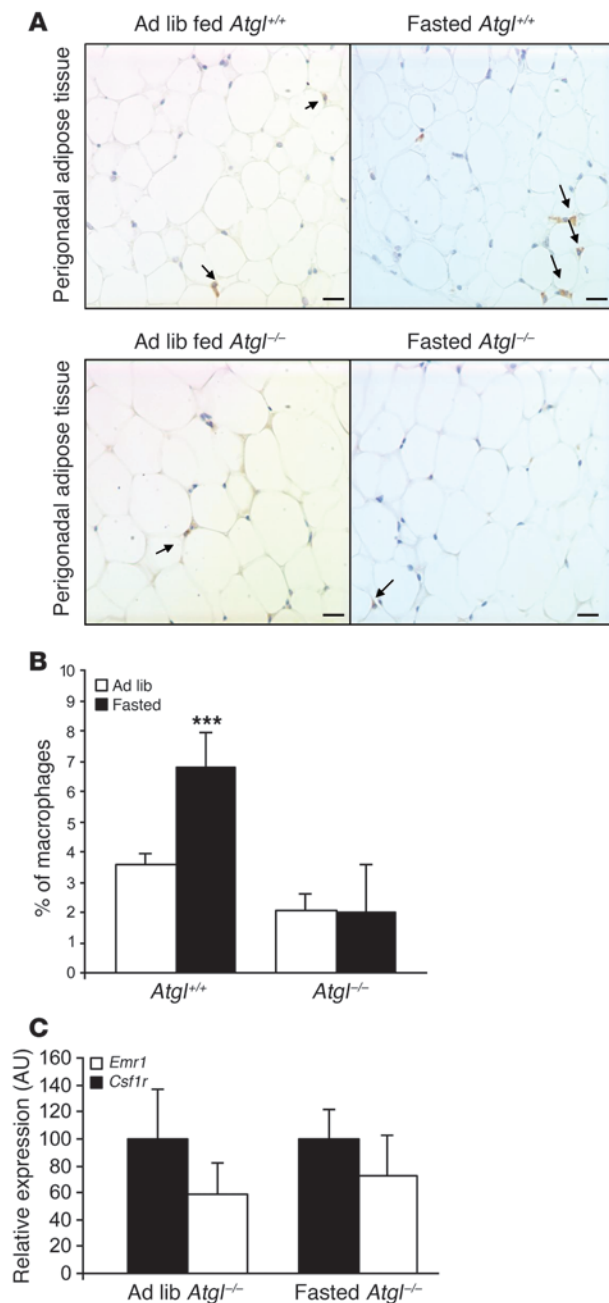 A
Ad lib fed Atgl+/+
Fasted Atgl+/+
Perigonadal adipose tissue
Ad lib fed Atgl–/–
Fasted Atgl–/–
Perigonadal adipose tissue
B
10
9
8
7
6
5
4
3
2
1
0
% of macrophages
Ad lib
Fasted
***
Atgl+/+
Atgl–/–
C
160
140
120
100
80
60
40
20
0
Relative expression (AU)
Emr1
Csf1r
Ad lib Atgl–/–
Fasted Atgl–/–